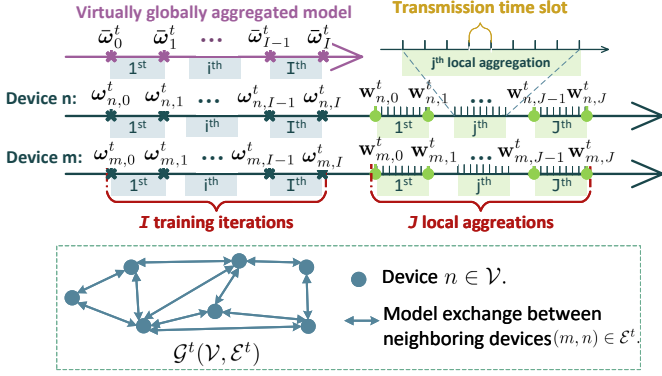 Virtually globally aggregated model
Transmission time slot
ω̄_0^t ω̄_1^t ... ω̄_{I-1}^t ω̄_I^t
1st ith Ith
jth local aggregation
Device n: ω_{n,0}^t ω_{n,1}^t ... ω_{n,I-1}^t ω_{n,I}^t w_{n,0}^t w_{n,1}^t ... w_{n,J-1}^t w_{n,J}^t
1st ith Ith 1st jth Jth
Device m: ω_{m,0}^t ω_{m,1}^t ... ω_{m,I-1}^t ω_{m,I}^t w_{m,0}^t w_{m,1}^t ... w_{m,J-1}^t w_{m,J}^t
1st ith Ith 1st jth Jth
I training iterations J local aggreations
Device n ∈ 𝒱.
Model exchange between
neighboring devices (m, n) ∈ ℰ^t.
𝒢^t(𝒱, ℰ^t)